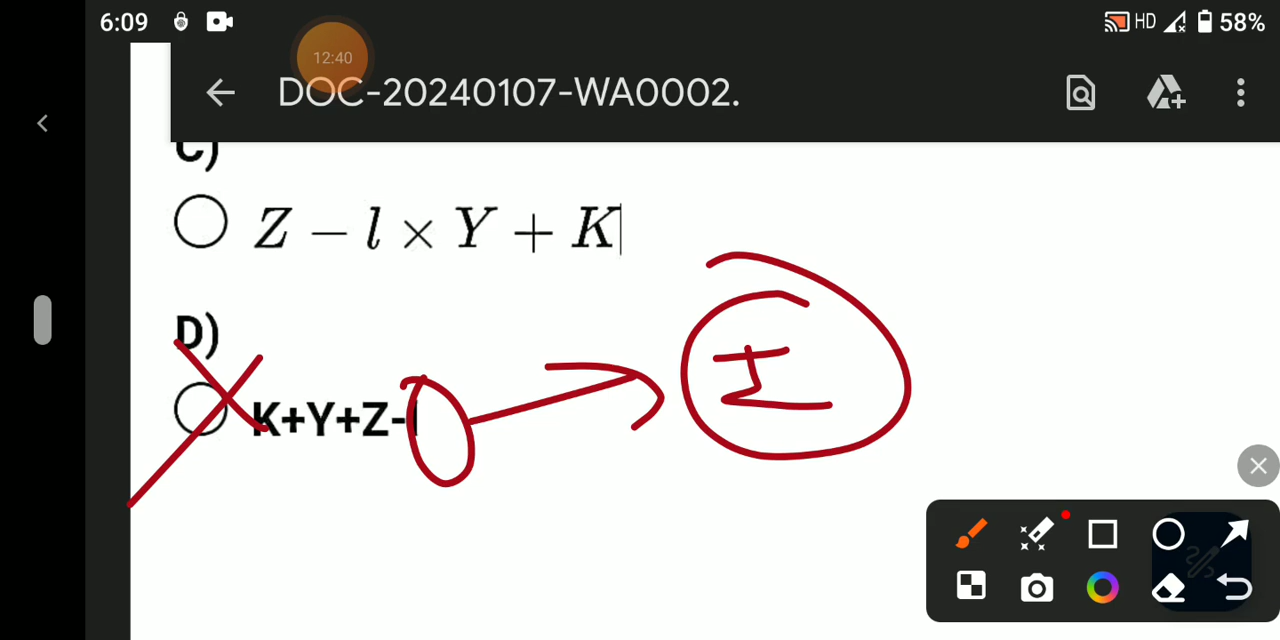 6:09 HD 58%
12:40
DOC-20240107-WA0002.
C)
Z − l × Y + K
D)
K+Y+Z-l
I